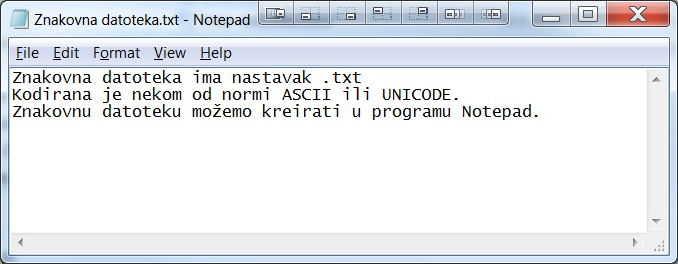 Znakovna datoteka.txt - Notepad
File Edit Format View Help
Znakovna datoteka ima nastavak .txt
Kodirana je nekom od normi ASCII ili UNICODE.
Znakovnu datoteku možemo kreirati u programu Notepad.